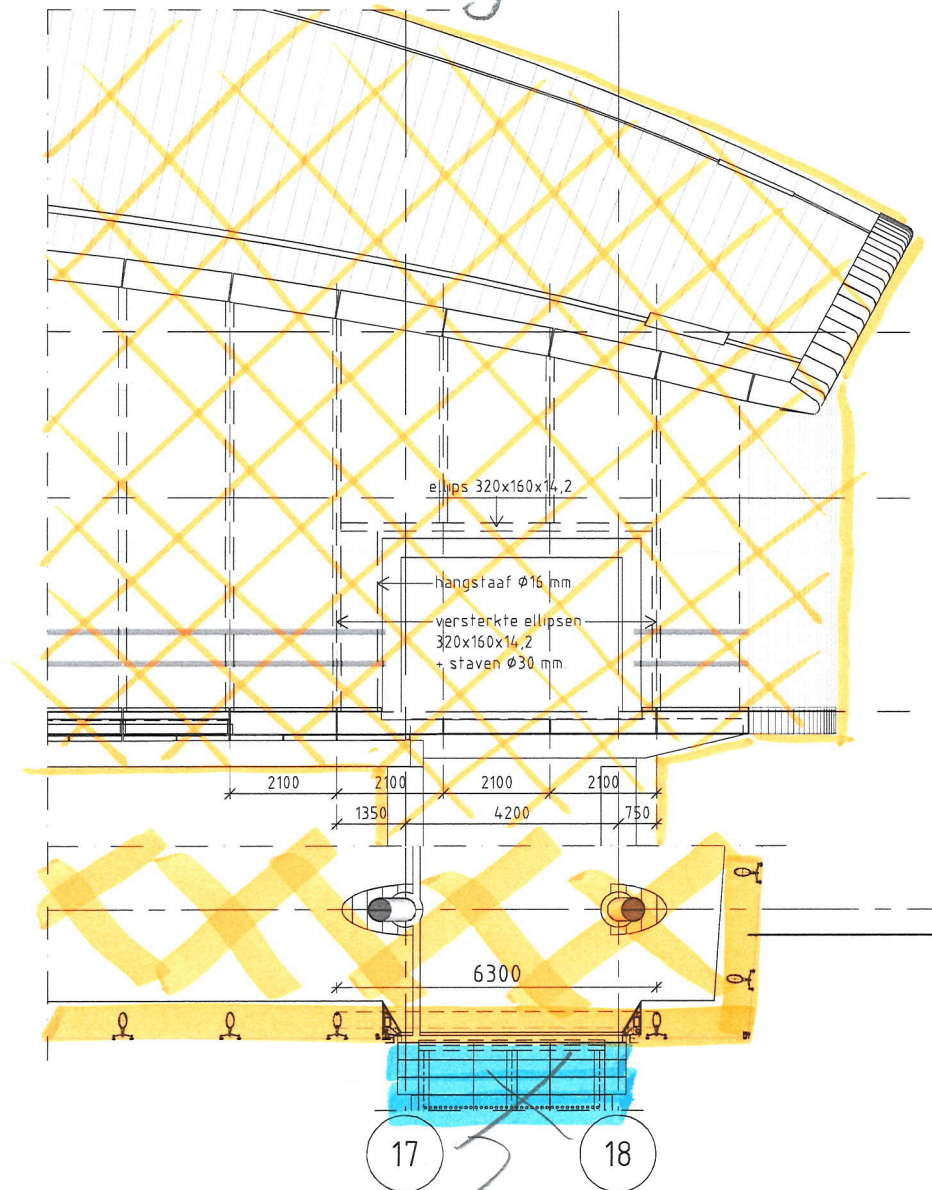 ellips 320x160x14,2
hangstaaf Ø16 mm.
versterkte ellipsen
320x160x14,2
+ staven Ø30 mm.
2100 2100 2100 2100
1350 4200 750
6300
17 18